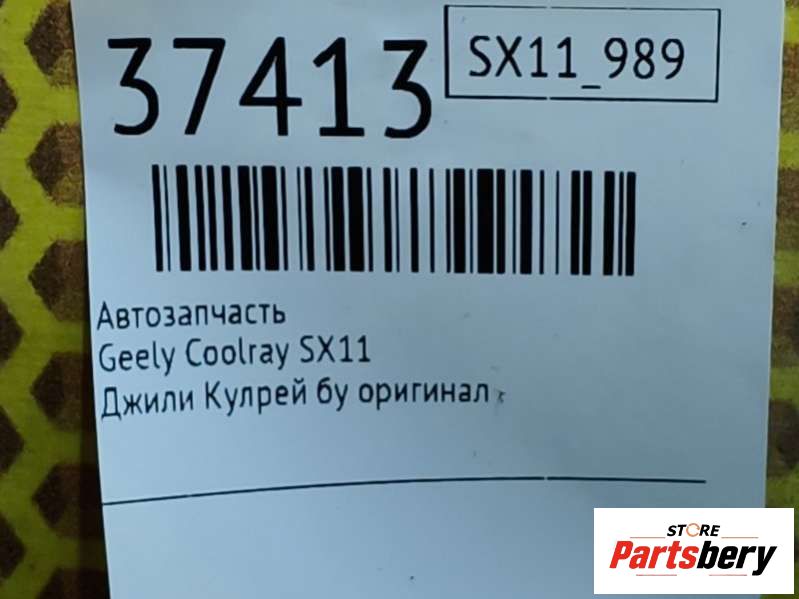 37413
SX11_989
Автозапчасть
Geely Coolray SX11
Джили Кулрей бу оригинал
STORE
Partsbery